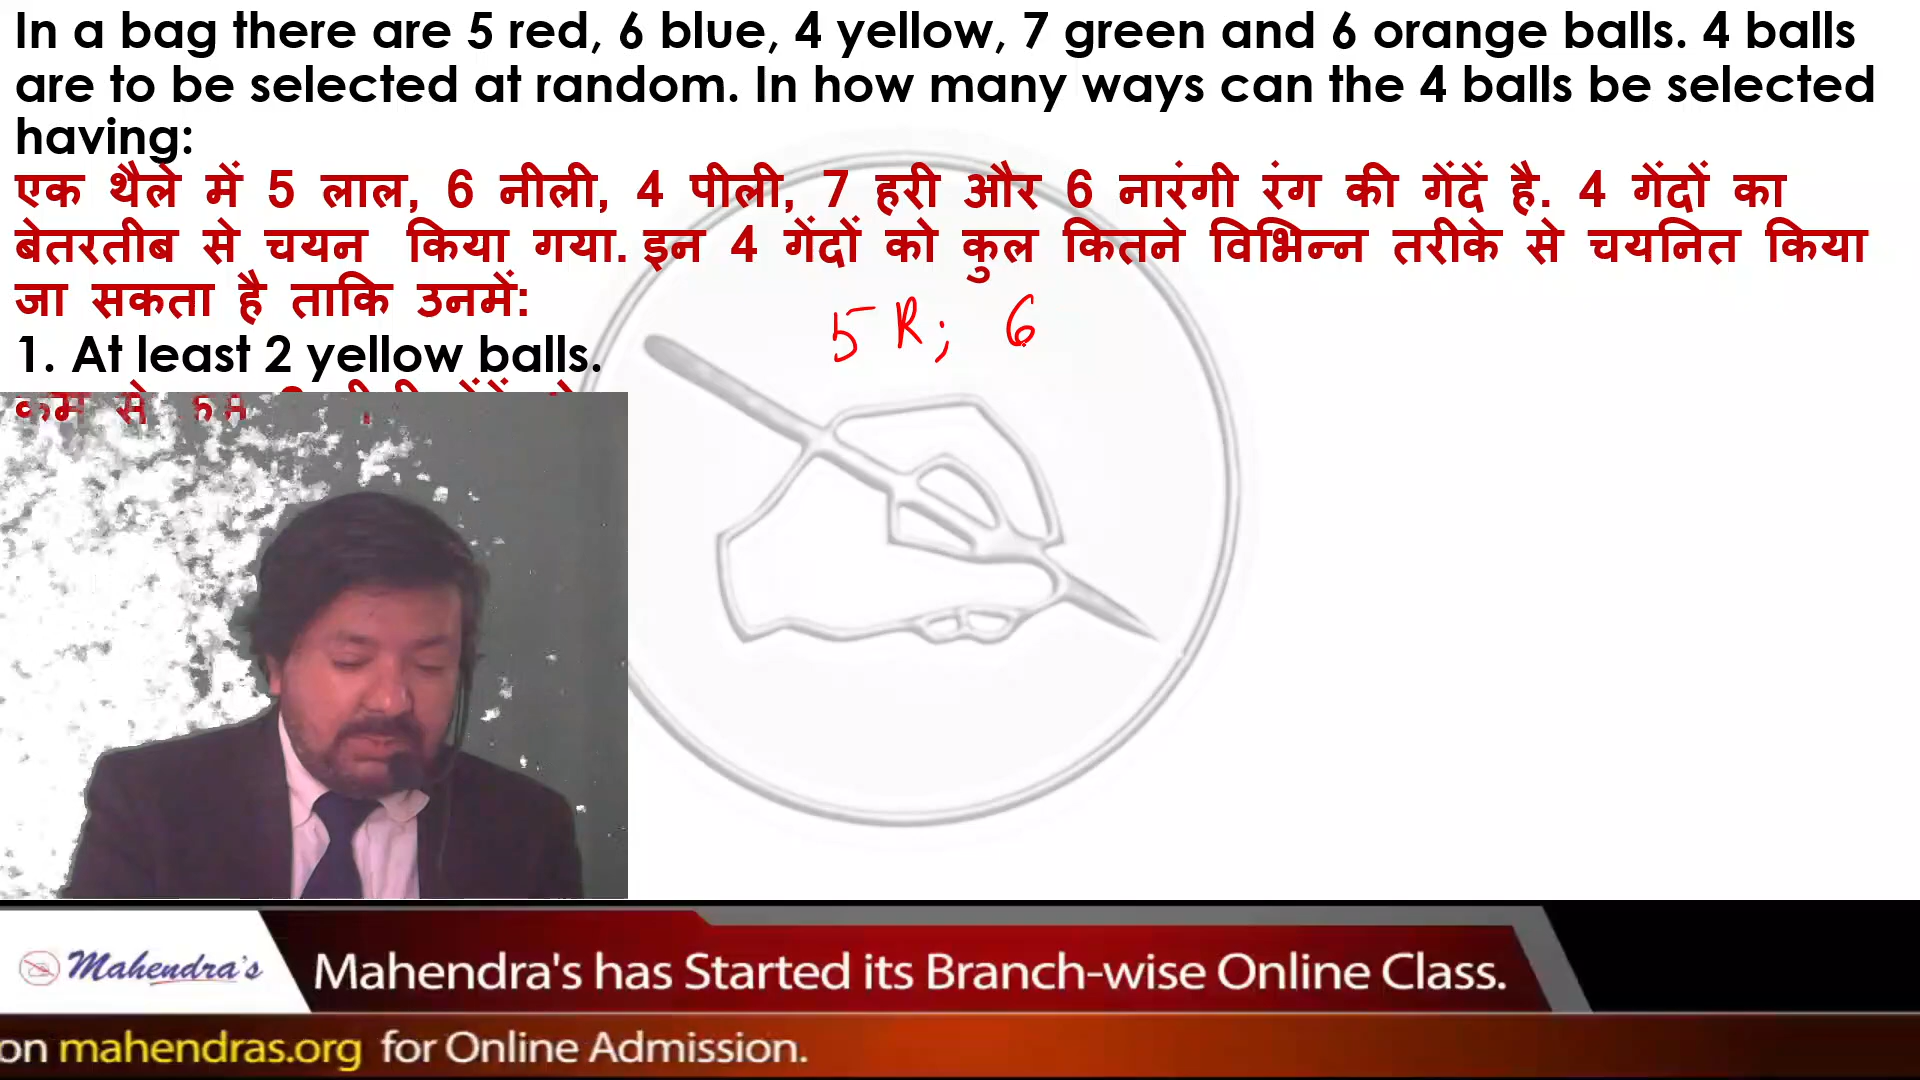 In a bag there are 5 red, 6 blue, 4 yellow, 7 green and 6 orange balls. 4 balls
are to be selected at random. In how many ways can the 4 balls be selected
having:
एक थैले में 5 लाल, 6 नीली, 4 पीली, 7 हरी और 6 नारंगी रंग की गेंदें है. 4 गेंदों का
बेतरतीब से चयन किया गया. इन 4 गेंदों को कुल कितने विभिन्न तरीके से चयनित किया
जा सकता है ताकि उनमें:
5 R; 6
1. At least 2 yellow balls.
कम से
Mahendra's
Mahendra's has Started its Branch-wise Online Class.
on mahendras.org for Online Admission.